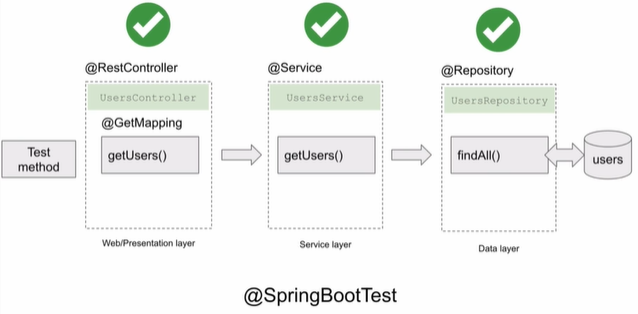 @RestController
@Service
@Repository
UsersController
UsersService
UsersRepository
@GetMapping
Test
method
getUsers()
getUsers()
findAll()
users
Web/Presentation layer
Service layer
Data layer
@SpringBootTest